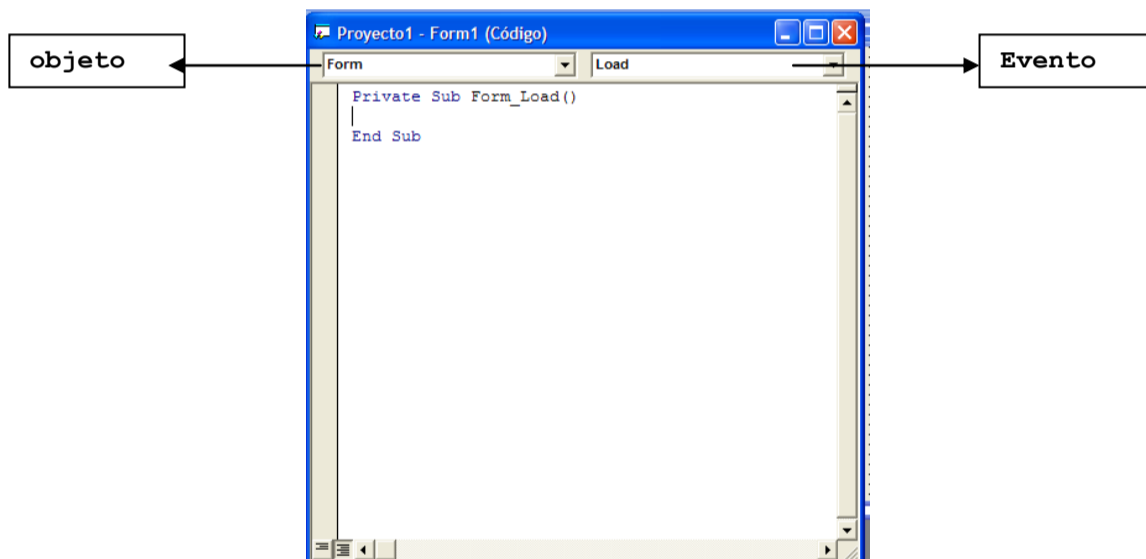 Proyecto1 - Form1 (Código)
objeto
Form
Load
Evento
Private Sub Form_Load()
End Sub